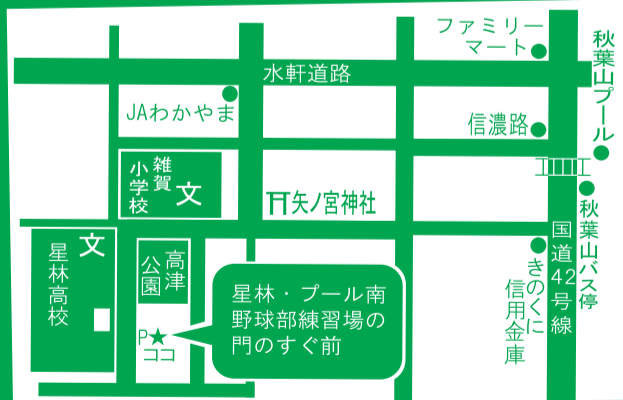 ファミリー
マート
秋葉山プール
水軒道路
JAわかやま
信濃路
雑賀
小学校
文
矢ノ宮神社
秋葉山バス停
国道42号線
文
星林高校
高津
公園
きのくに
信用金庫
星林・プール南
野球部練習場の
門のすぐ前
P★
ココ